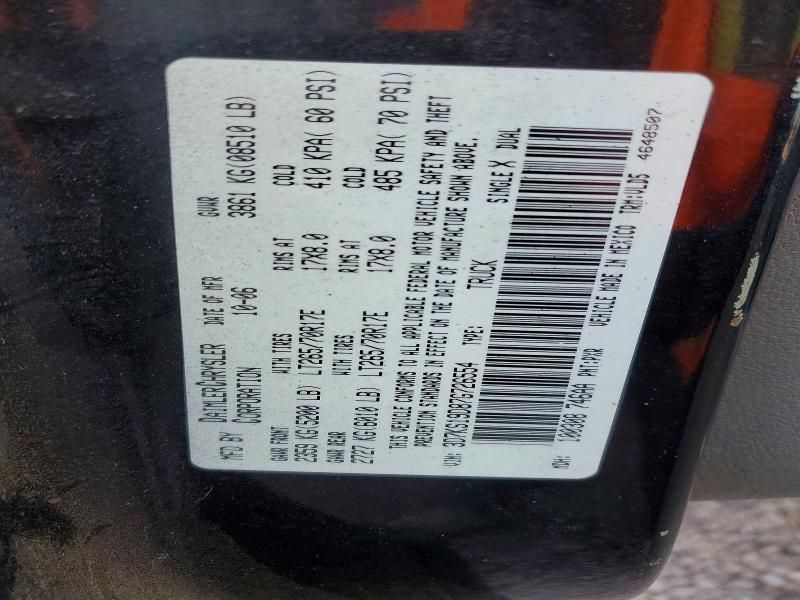 MFD BY DAIMLERCHRYSLER CORPORATION DATE OF MFR 10-06 GVWR 3861 KG(08510 LB)
GAWR FRONT WITH TIRES RIMS AT COLD
2359 KG(5200 LB) LT265/70R17E 17X8.0 410 KPA( 60 PSI)
GAWR REAR WITH TIRES RIMS AT COLD
2727 KG(6010 LB) LT265/70R17E 17X8.0 485 KPA( 70 PSI)
THIS VEHICLE CONFORMS TO ALL APPLICABLE FEDERAL MOTOR VEHICLE SAFETY AND THEFT
PREVENTION STANDARDS IN EFFECT ON THE DATE OF MANUFACTURE SHOWN ABOVE.
VIN: TYPE: TRUCK SINGLE X DUAL
MDH: VEHICLE MADE IN MEXICO TRM:VLD5 4648507